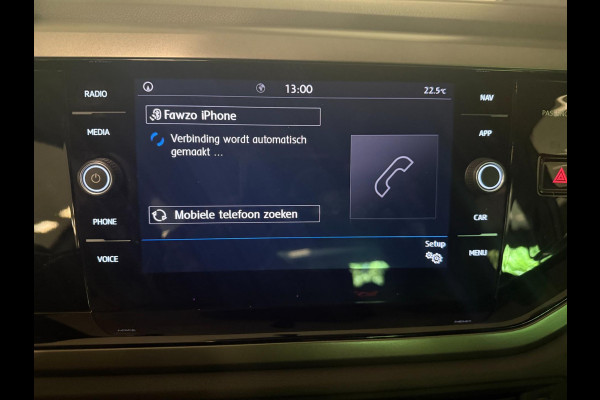 RADIO
MEDIA
PHONE
VOICE
13:00
22.5°C
Fawzo iPhone
Verbinding wordt automatisch
gemaakt ...
Mobiele telefoon zoeken
Setup
NAV
APP
CAR
MENU